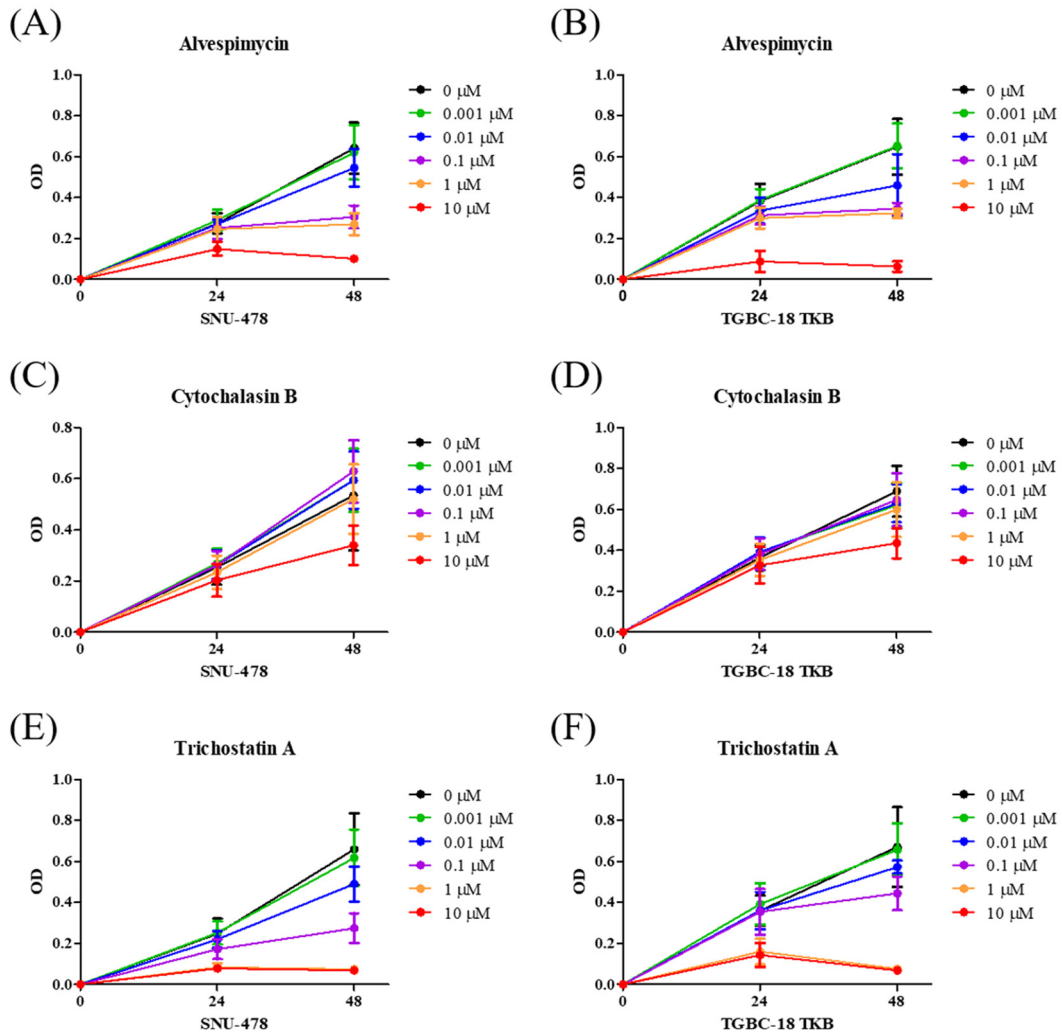 (A)
Alvespimycin
1.0
0.8
0.6
0.4
0.2
0.0
OD
0 24 48
SNU-478
0 μM
0.001 μM
0.01 μM
0.1 μM
1 μM
10 μM
(B)
Alvespimycin
1.0
0.8
0.6
0.4
0.2
0.0
OD
0 24 48
TGBC-18 TKB
0 μM
0.001 μM
0.01 μM
0.1 μM
1 μM
10 μM
(C)
Cytochalasin B
0.8
0.6
0.4
0.2
0.0
OD
0 24 48
SNU-478
0 μM
0.001 μM
0.01 μM
0.1 μM
1 μM
10 μM
(D)
Cytochalasin B
1.0
0.8
0.6
0.4
0.2
0.0
OD
0 24 48
TGBC-18 TKB
0 μM
0.001 μM
0.01 μM
0.1 μM
1 μM
10 μM
(E)
Trichostatin A
1.0
0.8
0.6
0.4
0.2
0.0
OD
0 24 48
SNU-478
0 μM
0.001 μM
0.01 μM
0.1 μM
1 μM
10 μM
(F)
Trichostatin A
1.0
0.8
0.6
0.4
0.2
0.0
OD
0 24 48
TGBC-18 TKB
0 μM
0.001 μM
0.01 μM
0.1 μM
1 μM
10 μM